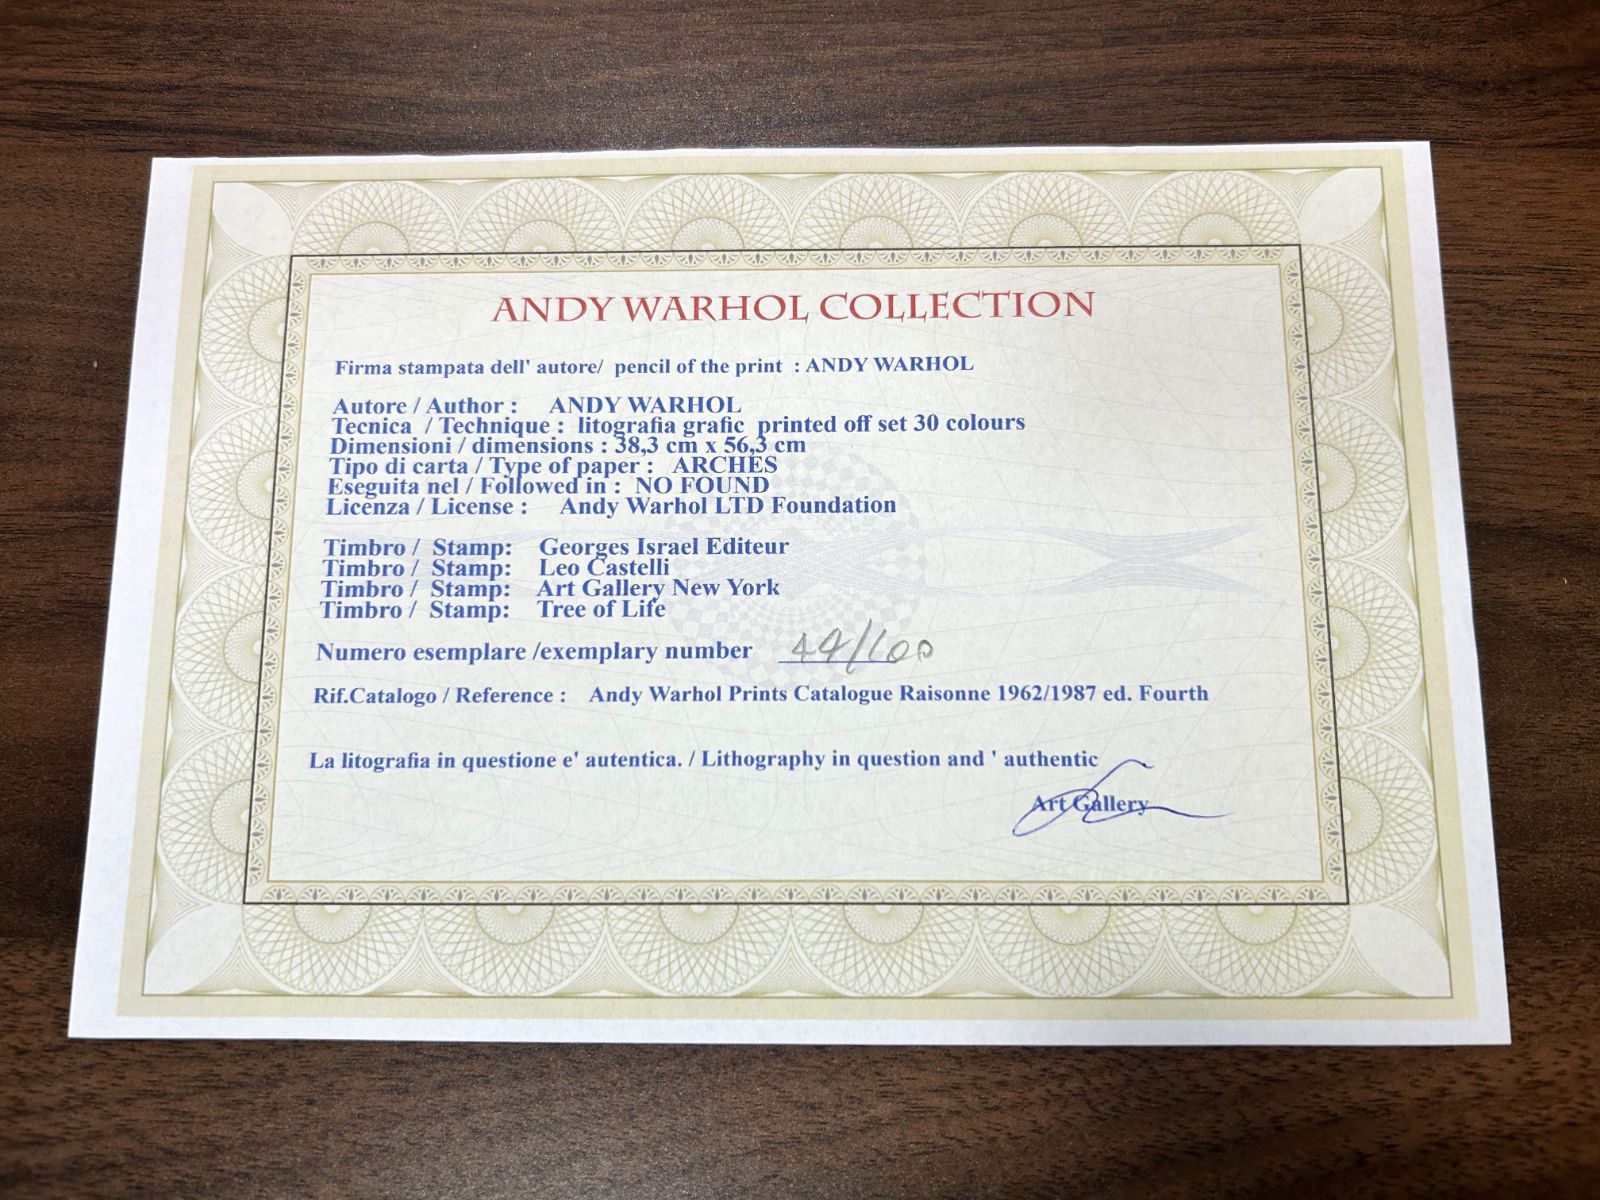 ANDY WARHOL COLLECTION
Firma stampata dell' autore/ pencil of the print : ANDY WARHOL
Autore / Author : ANDY WARHOL
Tecnica / Technique : litografia grafic printed off set 30 colours
Dimensioni / dimensions : 38,3 cm x 56,3 cm
Tipo di carta / Type of paper : ARCHES
Eseguita nel / Followed in : NO FOUND
Licenza / License : Andy Warhol LTD Foundation
Timbro / Stamp: Georges Israel Editeur
Timbro / Stamp: Leo Castelli
Timbro / Stamp: Art Gallery New York
Timbro / Stamp: Tree of Life
Numero esemplare /exemplary number 44/100
Rif.Catalogo / Reference : Andy Warhol Prints Catalogue Raisonne 1962/1987 ed. Fourth
La litografia in questione e' autentica. / Lithography in question and ' authentic
Art Gallery